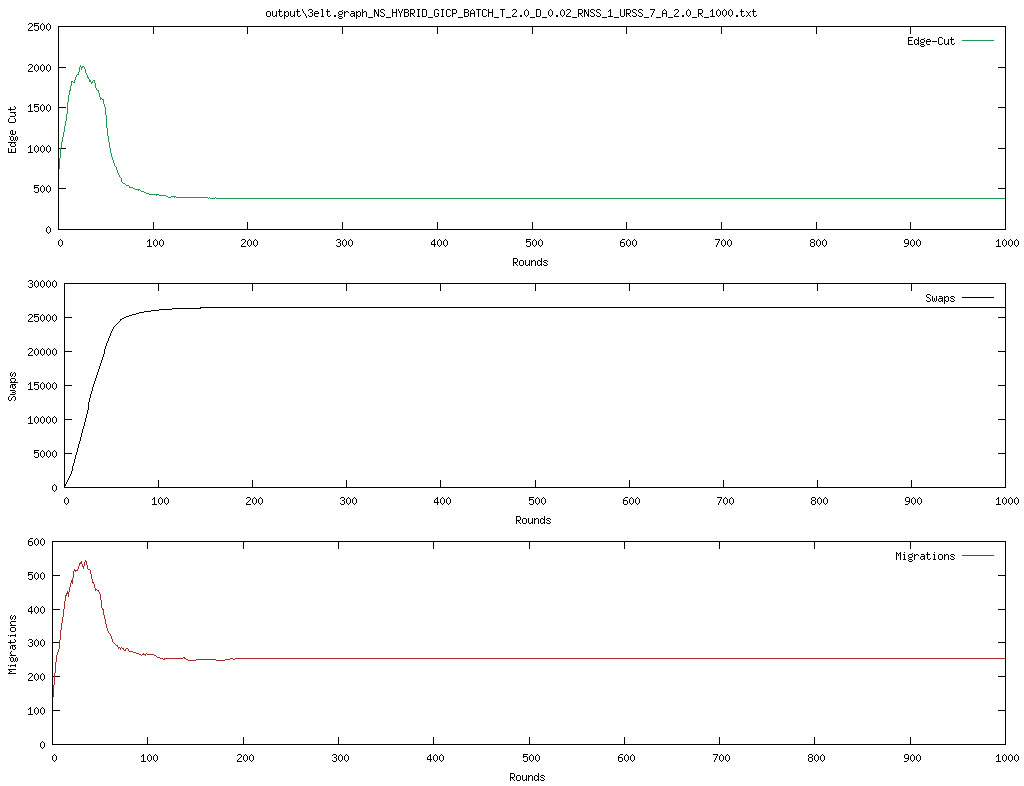 output\3elt.graph_NS_HYBRID_GICP_BATCH_T_2.0_D_0.02_RNSS_1_URSS_7_A_2.0_R_1000.txt
2500
Edge-Cut
2000
1500
Edge Cut
1000
500
0
0 100 200 300 400 500 600 700 800 900 1000
Rounds
30000
Swaps
25000
20000
15000
Swaps
10000
5000
0
0 100 200 300 400 500 600 700 800 900 1000
Rounds
600
Migrations
500
400
300
Migrations
200
100
0
0 100 200 300 400 500 600 700 800 900 1000
Rounds